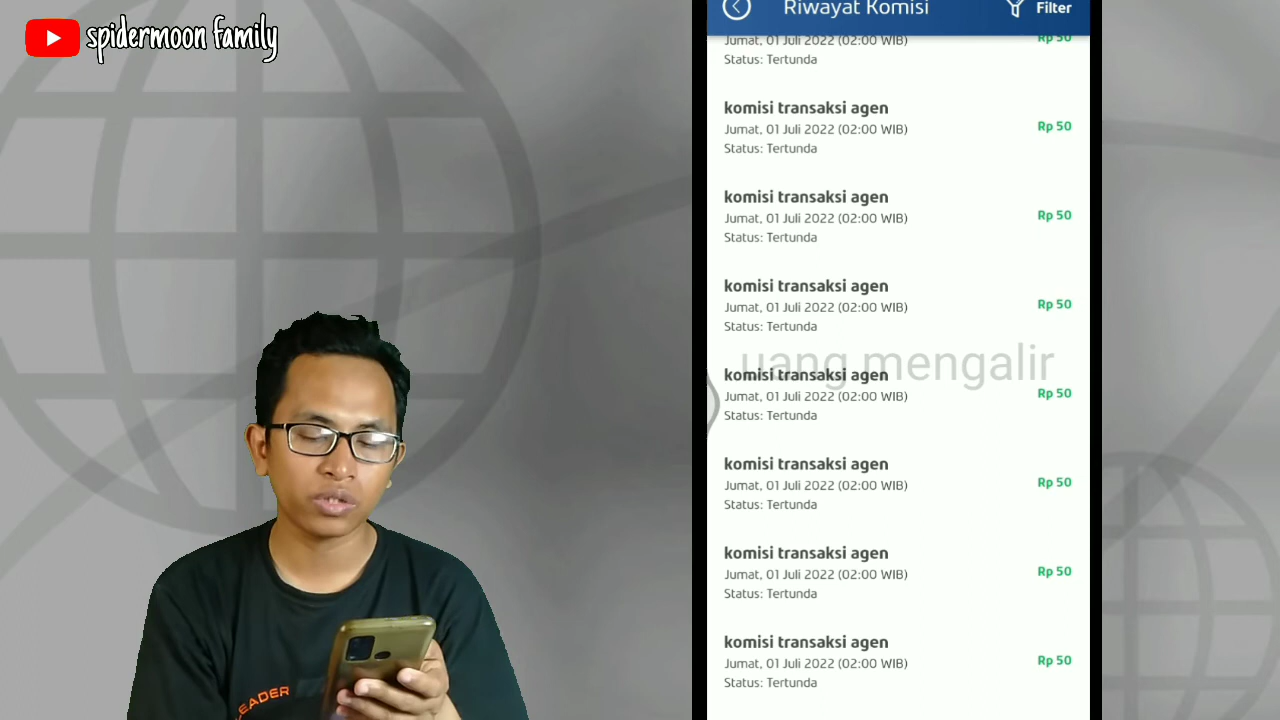 spidermoon family
Riwayat Komisi
Filter
Jumat, 01 Juli 2022 (02:00 WIB)
Rp 50
Status: Tertunda
komisi transaksi agen
Jumat, 01 Juli 2022 (02:00 WIB)
Rp 50
Status: Tertunda
komisi transaksi agen
Jumat, 01 Juli 2022 (02:00 WIB)
Rp 50
Status: Tertunda
komisi transaksi agen
Jumat, 01 Juli 2022 (02:00 WIB)
Rp 50
Status: Tertunda
uang mengalir
komisi transaksi agen
Jumat, 01 Juli 2022 (02:00 WIB)
Rp 50
Status: Tertunda
komisi transaksi agen
Jumat, 01 Juli 2022 (02:00 WIB)
Rp 50
Status: Tertunda
komisi transaksi agen
Jumat, 01 Juli 2022 (02:00 WIB)
Rp 50
Status: Tertunda
komisi transaksi agen
Jumat, 01 Juli 2022 (02:00 WIB)
Rp 50
Status: Tertunda
LEADER